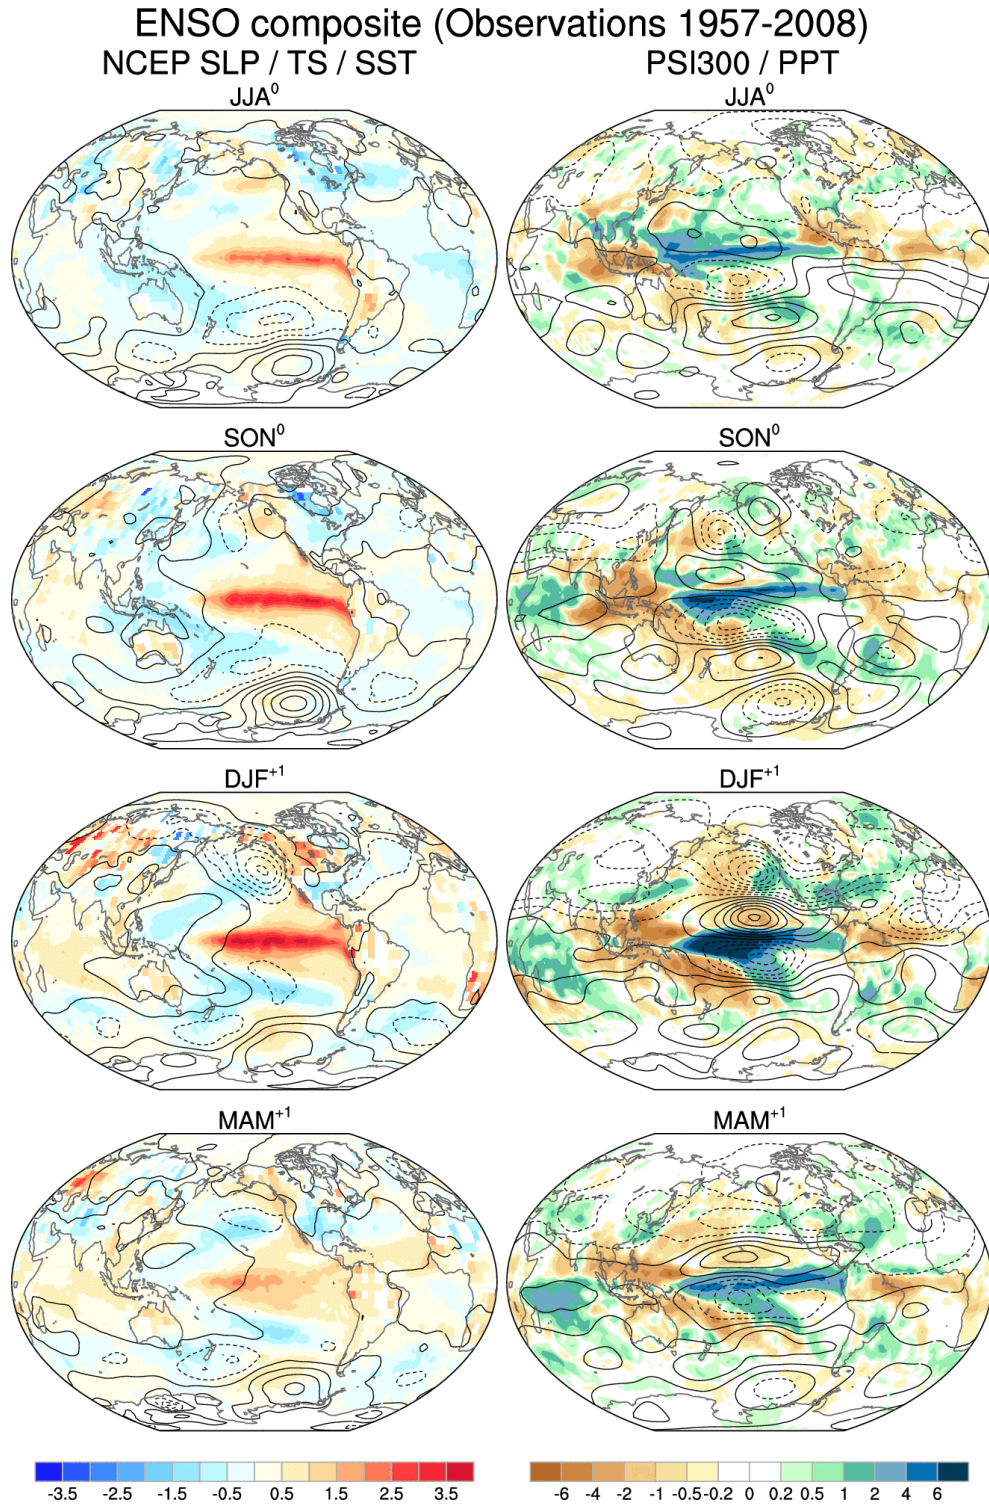 ENSO composite (Observations 1957-2008)
NCEP SLP / TS / SST
PSI300 / PPT
JJA⁰
JJA⁰
SON⁰
SON⁰
DJF⁺¹
DJF⁺¹
MAM⁺¹
MAM⁺¹
-3.5 -2.5 -1.5 -0.5 0.5 1.5 2.5 3.5
-6 -4 -2 -1 -0.5 -0.2 0 0.2 0.5 1 2 4 6